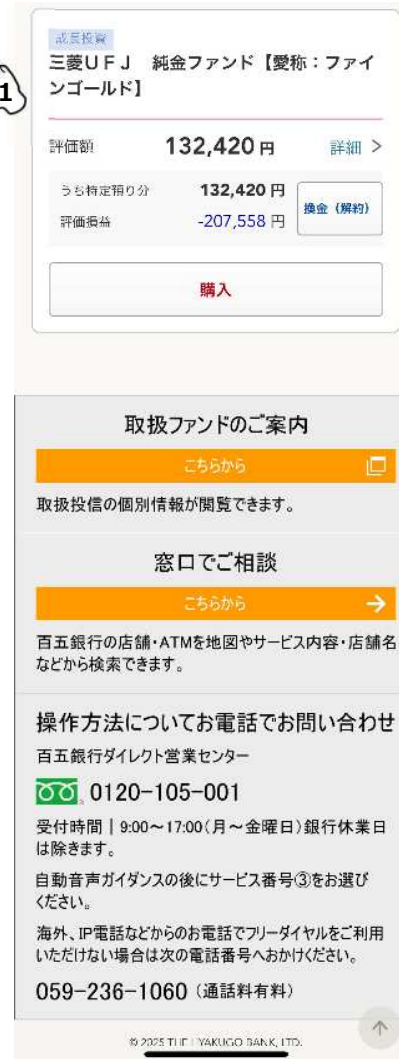 成長投資
三菱UFJ 純金ファンド【愛称：ファイ
ンゴールド】
1
評価額 132,420 円 詳細 >
うち特定預り分 132,420 円
換金（解約）
評価損益 -207,558 円
購入
取扱ファンドのご案内
こちらから
取扱投信の個別情報が閲覧できます。
窓口でご相談
こちらから →
百五銀行の店舗・ATMを地図やサービス内容・店舗名
などから検索できます。
操作方法についてお電話でお問い合わせ
百五銀行ダイレクト営業センター
0120-105-001
受付時間 | 9:00～17:00（月～金曜日）銀行休業日
は除きます。
自動音声ガイダンスの後にサービス番号③をお選び
ください。
海外、IP電話などからのお電話でフリーダイヤルをご利用
いただけない場合は次の電話番号へおかけください。
059-236-1060（通話料有料）
© 2025 THE HYAKUGO BANK, LTD.